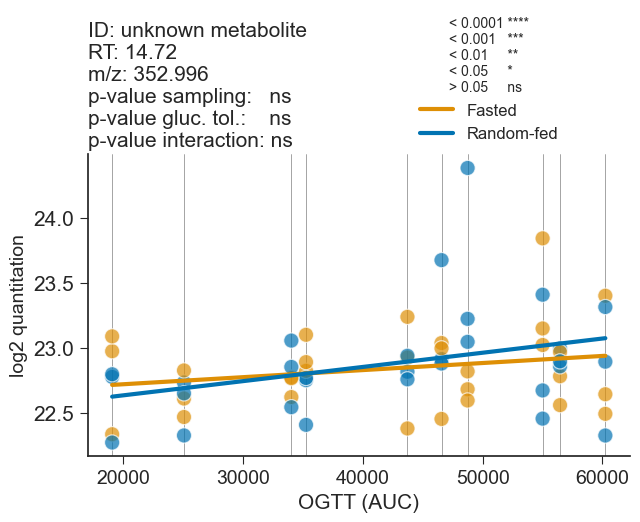 ID: unknown metabolite
RT: 14.72
m/z: 352.996
p-value sampling: ns
p-value gluc. tol.: ns
p-value interaction: ns
< 0.0001 ****
< 0.001 ***
< 0.01 **
< 0.05 *
> 0.05 ns
Fasted
Random-fed
log2 quantitation
24.0
23.5
23.0
22.5
20000 30000 40000 50000 60000
OGTT (AUC)